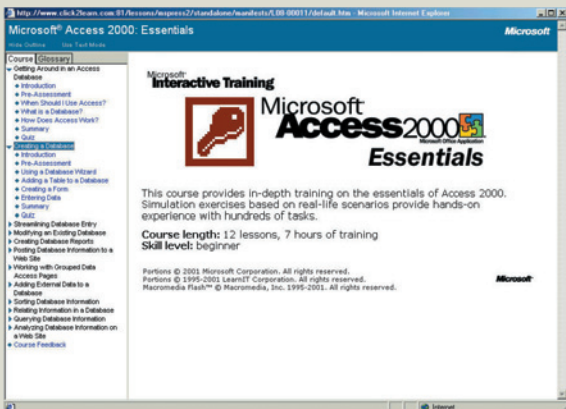 http://www.click2learn.com:81/lessons/mspress2/standalone/manifests/L00-00011/default.htm - Microsoft Internet Explorer
Microsoft® Access 2000: Essentials
Microsoft
Hide Outline Use Text Mode
Course Glossary
Getting Around in an Access
Database
Introduction
Pre-Assessment
When Should I Use Access?
What is a Database?
How Does Access Work?
Summary
Quiz
Creating a Database
Introduction
Pre-Assessment
Using a Database Wizard
Adding a Table to a Database
Creating a Form
Entering Data
Summary
Quiz
Streamlining Database Entry
Modifying an Existing Database
Creating Database Reports
Posting Database Information to a
Web Site
Working with Grouped Data
Access Pages
Adding External Data to a
Database
Sorting Database Information
Relating Information in a Database
Querying Database Information
Analyzing Database Information on
a Web Site
Course Feedback
Microsoft
Interactive Training
Microsoft
Access2000
Microsoft Office Application
Essentials
This course provides in-depth training on the essentials of Access 2000.
Simulation exercises based on real-life scenarios provide hands-on
experience with hundreds of tasks.
Course length: 12 lessons, 7 hours of training
Skill level: beginner
Portions © 2001 Microsoft Corporation. All rights reserved.
Portions © 1995-2001 LearnIT Corporation. All rights reserved.
Macromedia Flash™ © Macromedia, Inc. 1995-2001. All rights reserved.
Microsoft
Internet